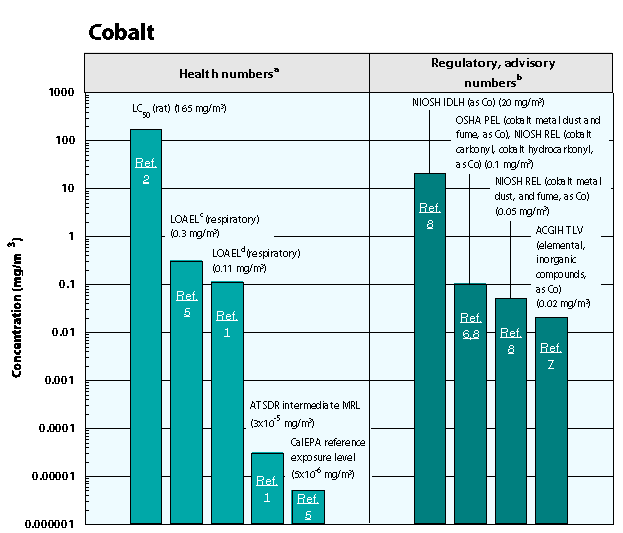 Cobalt
Health numbersᵃ
Regulatory, advisory
numbersᵇ
Concentration (mg/m³)
1000
100
10
1
0.1
0.01
0.001
0.0001
0.00001
0.000001
LC₅₀ (rat) (165 mg/m³)
Ref.
2
LOAELᶜ (respiratory)
(0.3 mg/m³)
Ref.
5
LOAELᵈ (respiratory)
(0.11 mg/m³)
Ref.
1
ATSDR intermediate MRL
(3x10⁻⁵ mg/m³)
Ref.
1
CalEPA reference
exposure level
(5x10⁻⁶ mg/m³)
Ref.
5
NIOSH IDLH (as Co) (20 mg/m³)
Ref.
8
OSHA PEL (cobalt metal dust and
fume, as Co), NIOSH REL (cobalt
carbonyl, cobalt hydrocarbonyl,
as Co) (0.1 mg/m³)
Ref.
6,8
NIOSH REL (cobalt metal
dust, and fume, as Co)
(0.05 mg/m³)
Ref.
8
ACGIH TLV
(elemental,
inorganic
compounds,
as Co)
(0.02 mg/m³)
Ref.
7